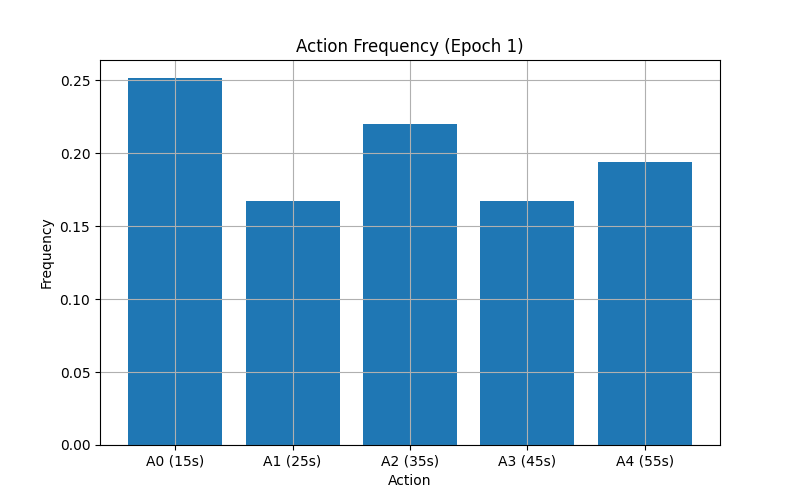 Action Frequency (Epoch 1)
Frequency
0.25
0.20
0.15
0.10
0.05
0.00
A0 (15s) A1 (25s) A2 (35s) A3 (45s) A4 (55s)
Action